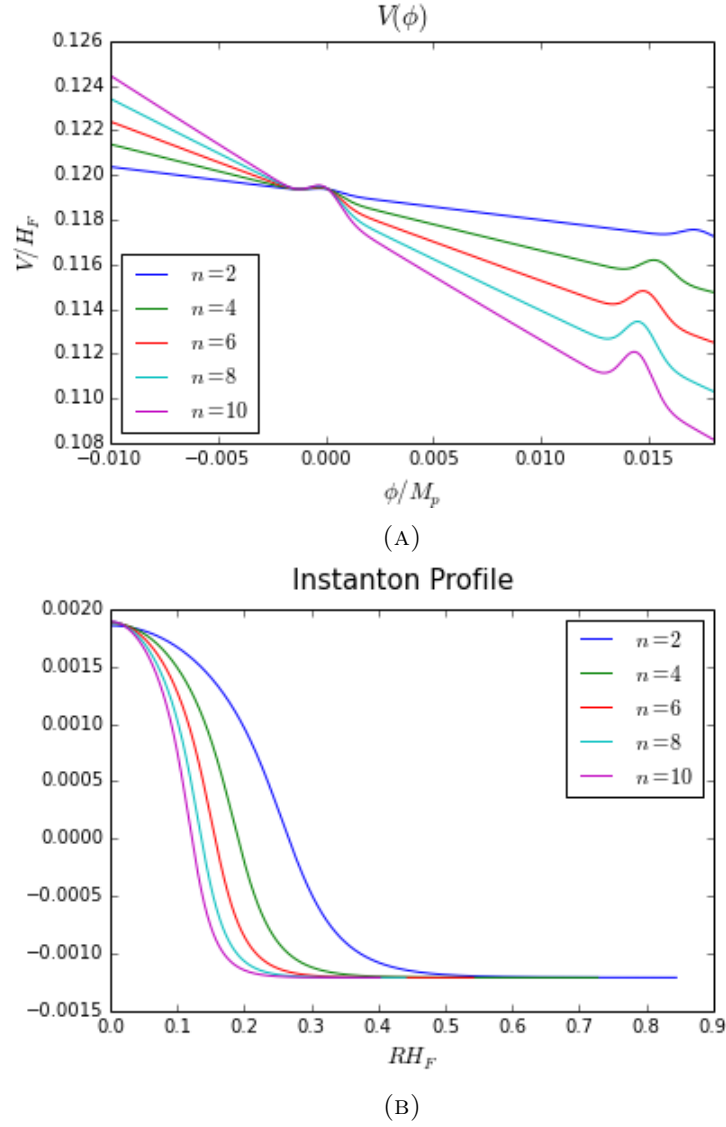 V(φ)
0.126
0.124
0.122
0.120
0.118
0.116
0.114
0.112
0.110
0.108
V/H_F
n=2
n=4
n=6
n=8
n=10
−0.010 −0.005 0.000 0.005 0.010 0.015
φ/M_p
(A)
Instanton Profile
0.0020
0.0015
0.0010
0.0005
0.0000
−0.0005
−0.0010
−0.0015
n=2
n=4
n=6
n=8
n=10
0.0 0.1 0.2 0.3 0.4 0.5 0.6 0.7 0.8 0.9
RH_F
(B)